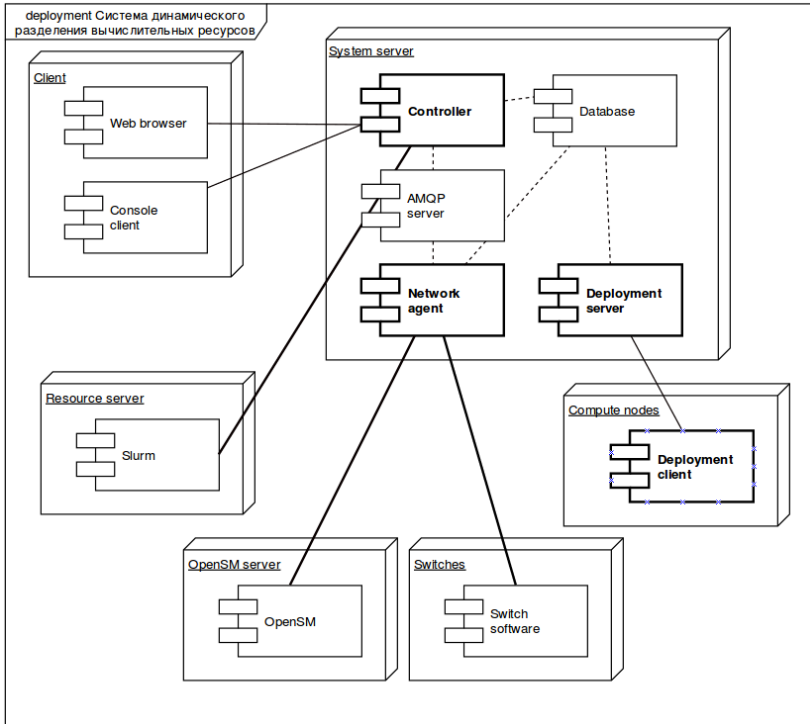 deployment Система динамического
разделения вычислительных ресурсов
Client
Web browser
Console
client
System server
Controller
Database
AMQP
server
Network
agent
Deployment
server
Resource server
Slurm
Compute nodes
Deployment
client
OpenSM server
OpenSM
Switches
Switch
software